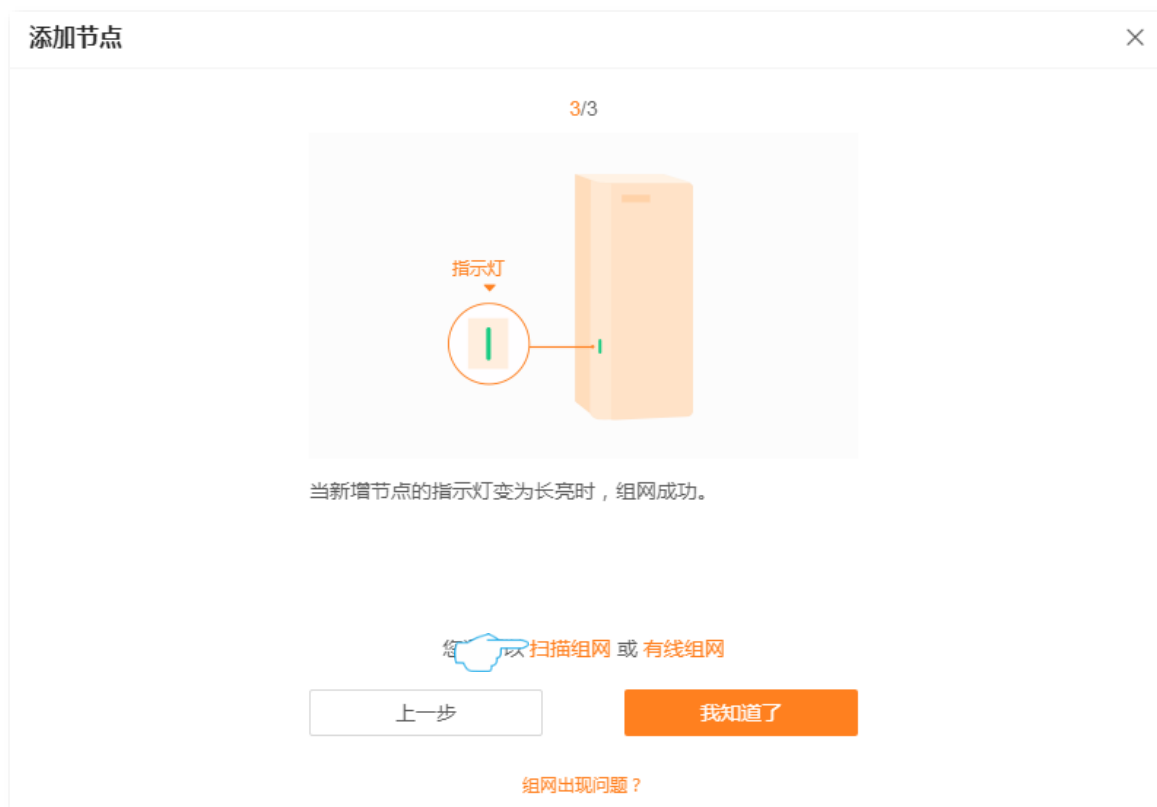 添加节点
3/3
指示灯
当新增节点的指示灯变为长亮时，组网成功。
您 以 扫描组网 或 有线组网
上一步
我知道了
组网出现问题？